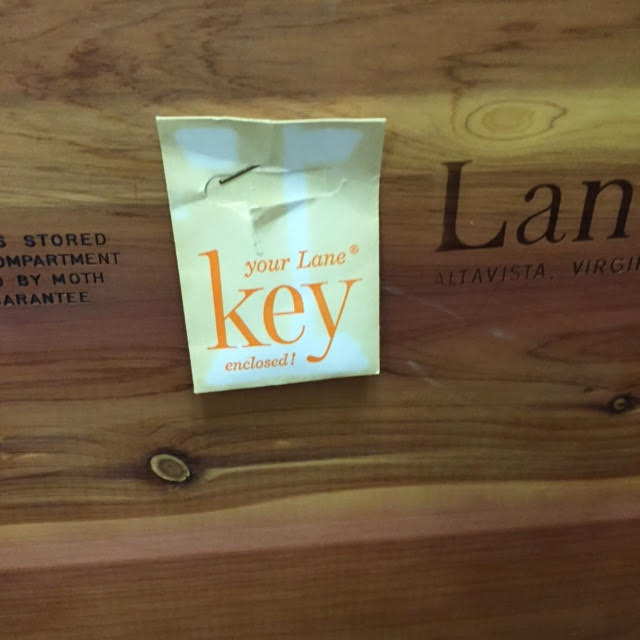 S STORED
OMPARTMENT
D BY MOTH
ARANTEE
your Lane®
key
enclosed!
Lan
ALTAVISTA, VIRGI